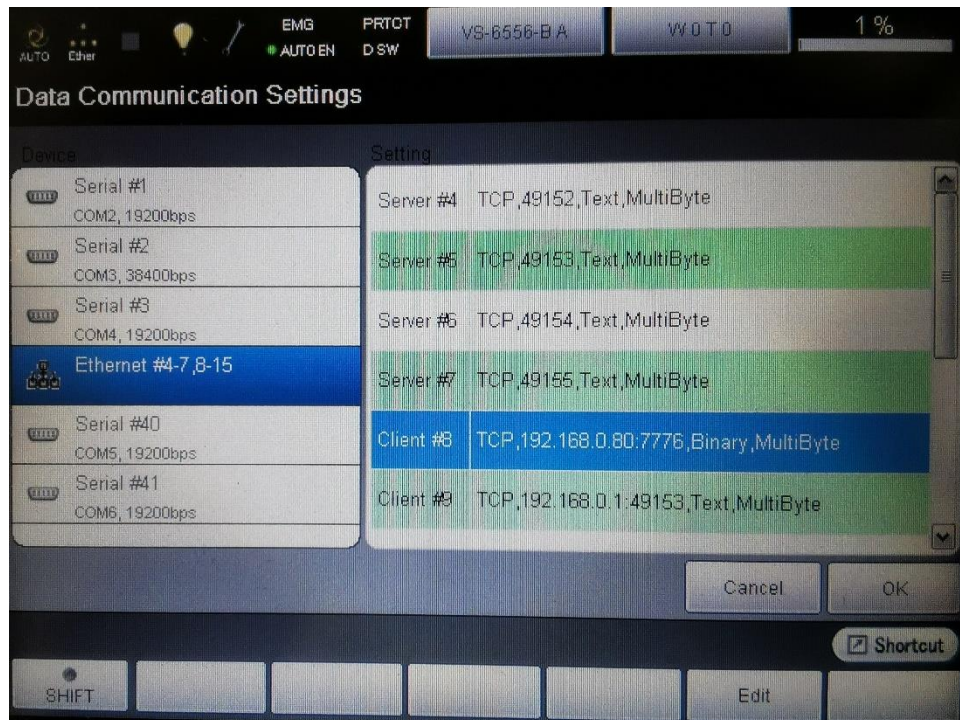 AUTO
Ether
EMG
AUTO EN
PRTCT
D SW
VS-6556-B A
W 0 T 0
1 %
Data Communication Settings
Device
Serial #1
COM2, 19200bps
Serial #2
COM3, 38400bps
Serial #3
COM4, 19200bps
Ethernet #4-7,8-15
Serial #40
COM5, 19200bps
Serial #41
COM6, 19200bps
Setting
Server #4 TCP,49152,Text,MultiByte
Server #5 TCP,49153,Text,MultiByte
Server #6 TCP,49154,Text,MultiByte
Server #7 TCP,49155,Text,MultiByte
Client #8 TCP,192.168.0.80:7776,Binary,MultiByte
Client #9 TCP,192.168.0.1:49153,Text,MultiByte
Cancel
OK
Shortcut
SHIFT
Edit